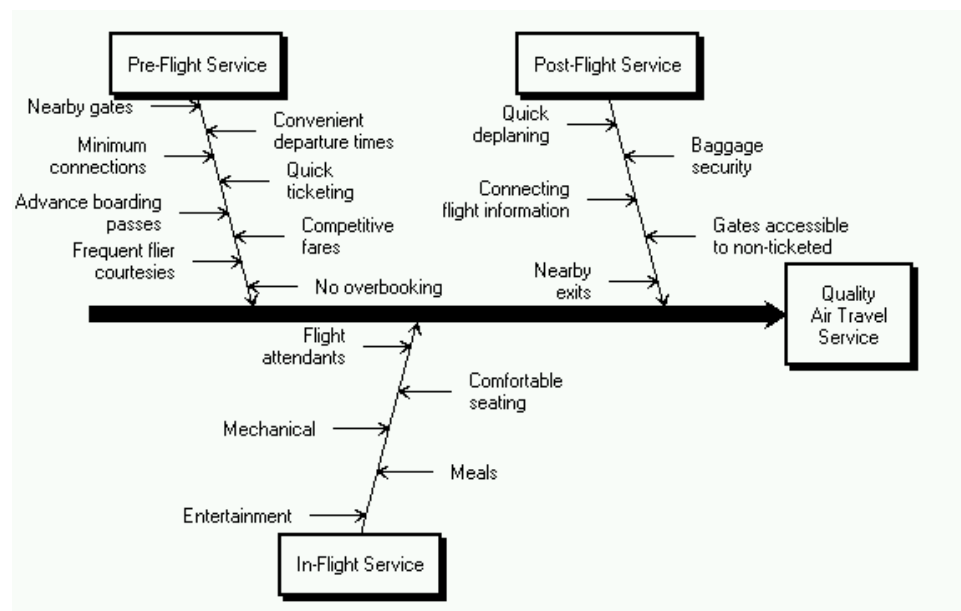 Pre-Flight Service
Nearby gates
Convenient
departure times
Minimum
connections
Quick
ticketing
Advance boarding
passes
Competitive
fares
Frequent flier
courtesies
No overbooking
Post-Flight Service
Quick
deplaning
Baggage
security
Connecting
flight information
Gates accessible
to non-ticketed
Nearby
exits
Quality
Air Travel
Service
Flight
attendants
Comfortable
seating
Mechanical
Meals
Entertainment
In-Flight Service